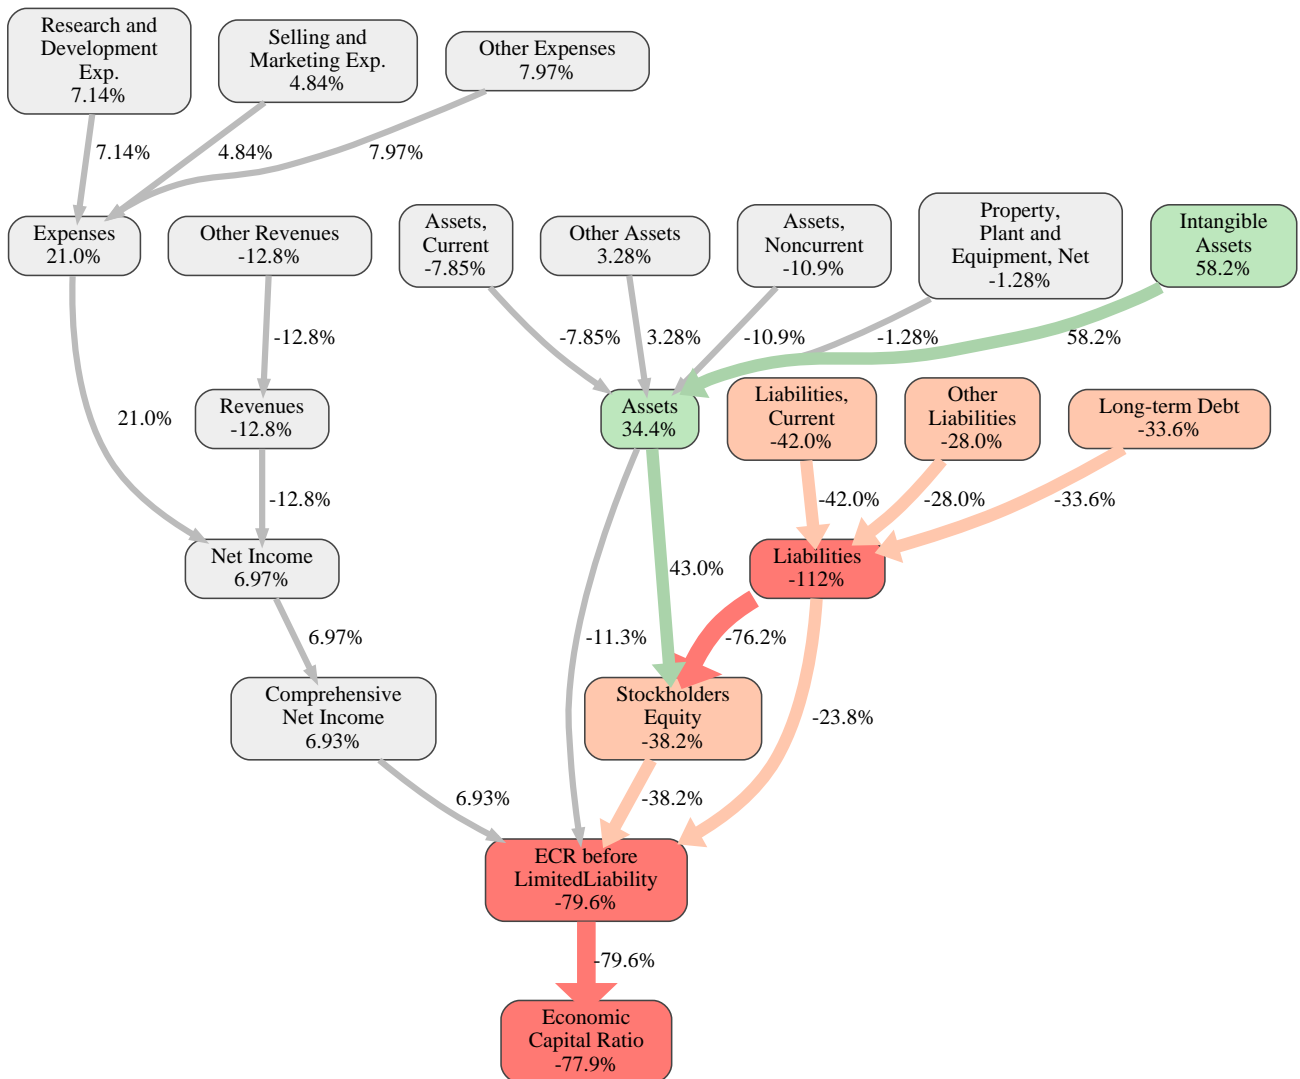 Research and
Development
Exp.
7.14%
Selling and
Marketing Exp.
4.84%
Other Expenses
7.97%
7.14%
4.84%
7.97%
Expenses
21.0%
Other Revenues
-12.8%
Assets,
Current
-7.85%
Other Assets
3.28%
Assets,
Noncurrent
-10.9%
Property,
Plant and
Equipment, Net
-1.28%
Intangible
Assets
58.2%
-12.8%
-7.85%
3.28%
-10.9%
-1.28%
58.2%
21.0%
Revenues
-12.8%
Assets
34.4%
Liabilities,
Current
-42.0%
Other
Liabilities
-28.0%
Long-term Debt
-33.6%
-12.8%
-42.0%
-28.0%
-33.6%
Net Income
6.97%
43.0%
Liabilities
-112%
6.97%
-11.3%
-76.2%
Comprehensive
Net Income
6.93%
Stockholders
Equity
-38.2%
-23.8%
6.93%
-38.2%
ECR before
LimitedLiability
-79.6%
-79.6%
Economic
Capital Ratio
-77.9%